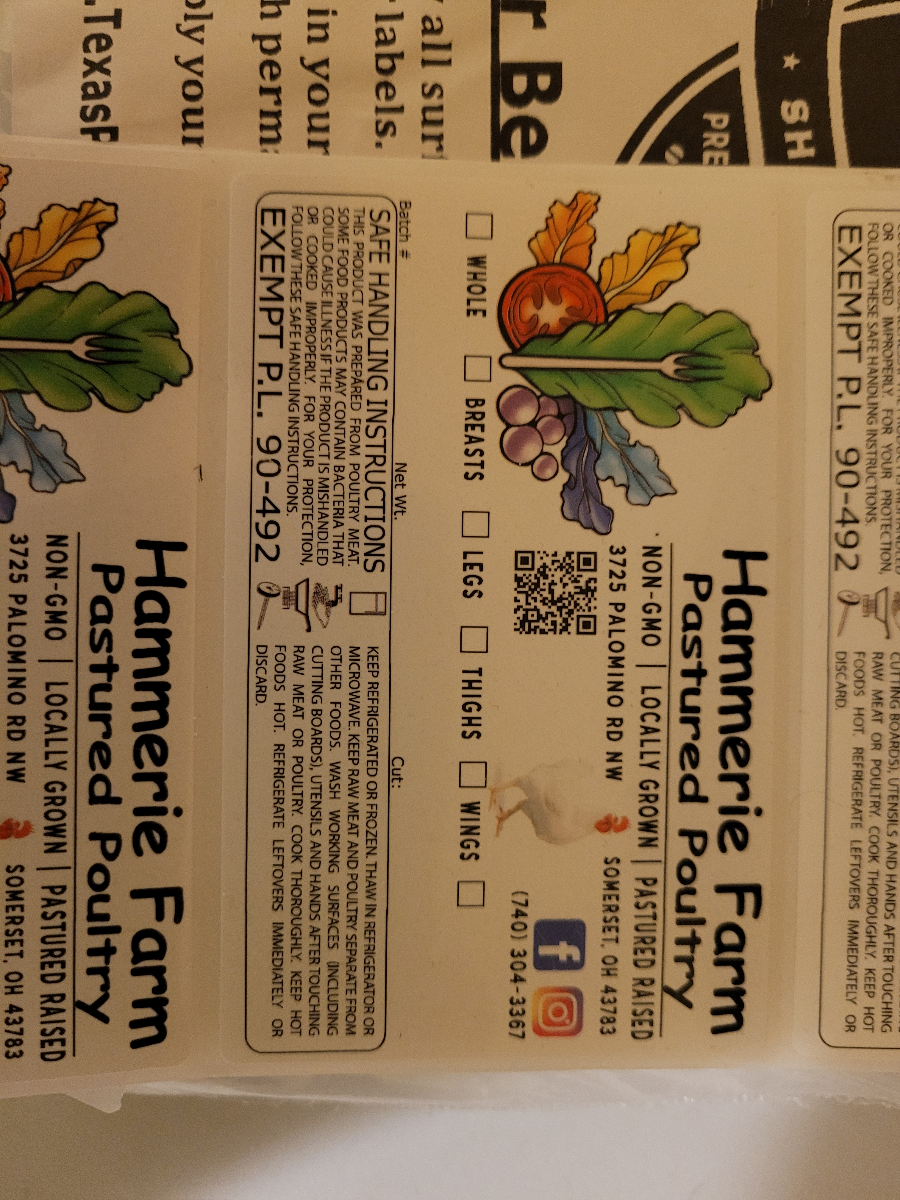 r Be
y all sur
labels.
in your
h perm
ply your
.TexasF
PRE
★ SH
Hammerie Farm
Pastured Poultry
NON-GMO | LOCALLY GROWN | PASTURED RAISED
3725 PALOMINO RD NW SOMERSET, OH 43783
(740) 304-3367
WHOLE BREASTS LEGS THIGHS WINGS
Batch # Net Wt. Cut:
SAFE HANDLING INSTRUCTIONS
THIS PRODUCT WAS PREPARED FROM POULTRY MEAT.
SOME FOOD PRODUCTS MAY CONTAIN BACTERIA THAT
COULD CAUSE ILLNESS IF THE PRODUCT IS MISHANDLED
OR COOKED IMPROPERLY. FOR YOUR PROTECTION,
FOLLOW THESE SAFE HANDLING INSTRUCTIONS.
EXEMPT P.L. 90-492
KEEP REFRIGERATED OR FROZEN. THAW IN REFRIGERATOR OR
MICROWAVE. KEEP RAW MEAT AND POULTRY SEPARATE FROM
OTHER FOODS. WASH WORKING SURFACES (INCLUDING
CUTTING BOARDS), UTENSILS AND HANDS AFTER TOUCHING
RAW MEAT OR POULTRY. COOK THOROUGHLY. KEEP HOT
FOODS HOT. REFRIGERATE LEFTOVERS IMMEDIATELY OR
DISCARD.
Hammerie Farm
Pastured Poultry
NON-GMO | LOCALLY GROWN | PASTURED RAISED
3725 PALOMINO RD NW SOMERSET, OH 43783
OR COOKED IMPROPERLY. FOR YOUR PROTECTION,
FOLLOW THESE SAFE HANDLING INSTRUCTIONS.
EXEMPT P.L. 90-492
CUTTING BOARDS), UTENSILS AND HANDS AFTER TOUCHING
RAW MEAT OR POULTRY. COOK THOROUGHLY. KEEP HOT
FOODS HOT. REFRIGERATE LEFTOVERS IMMEDIATELY OR
DISCARD.